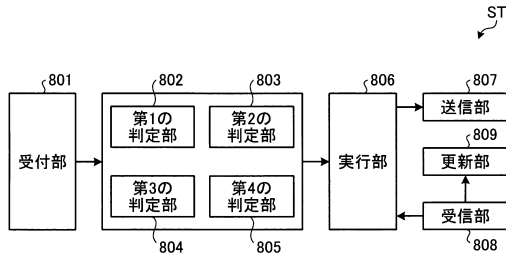 ST
801
802
803
806
807
受付部
第1の
判定部
第2の
判定部
第3の
判定部
第4の
判定部
804
805
実行部
送信部
809
更新部
受信部
808